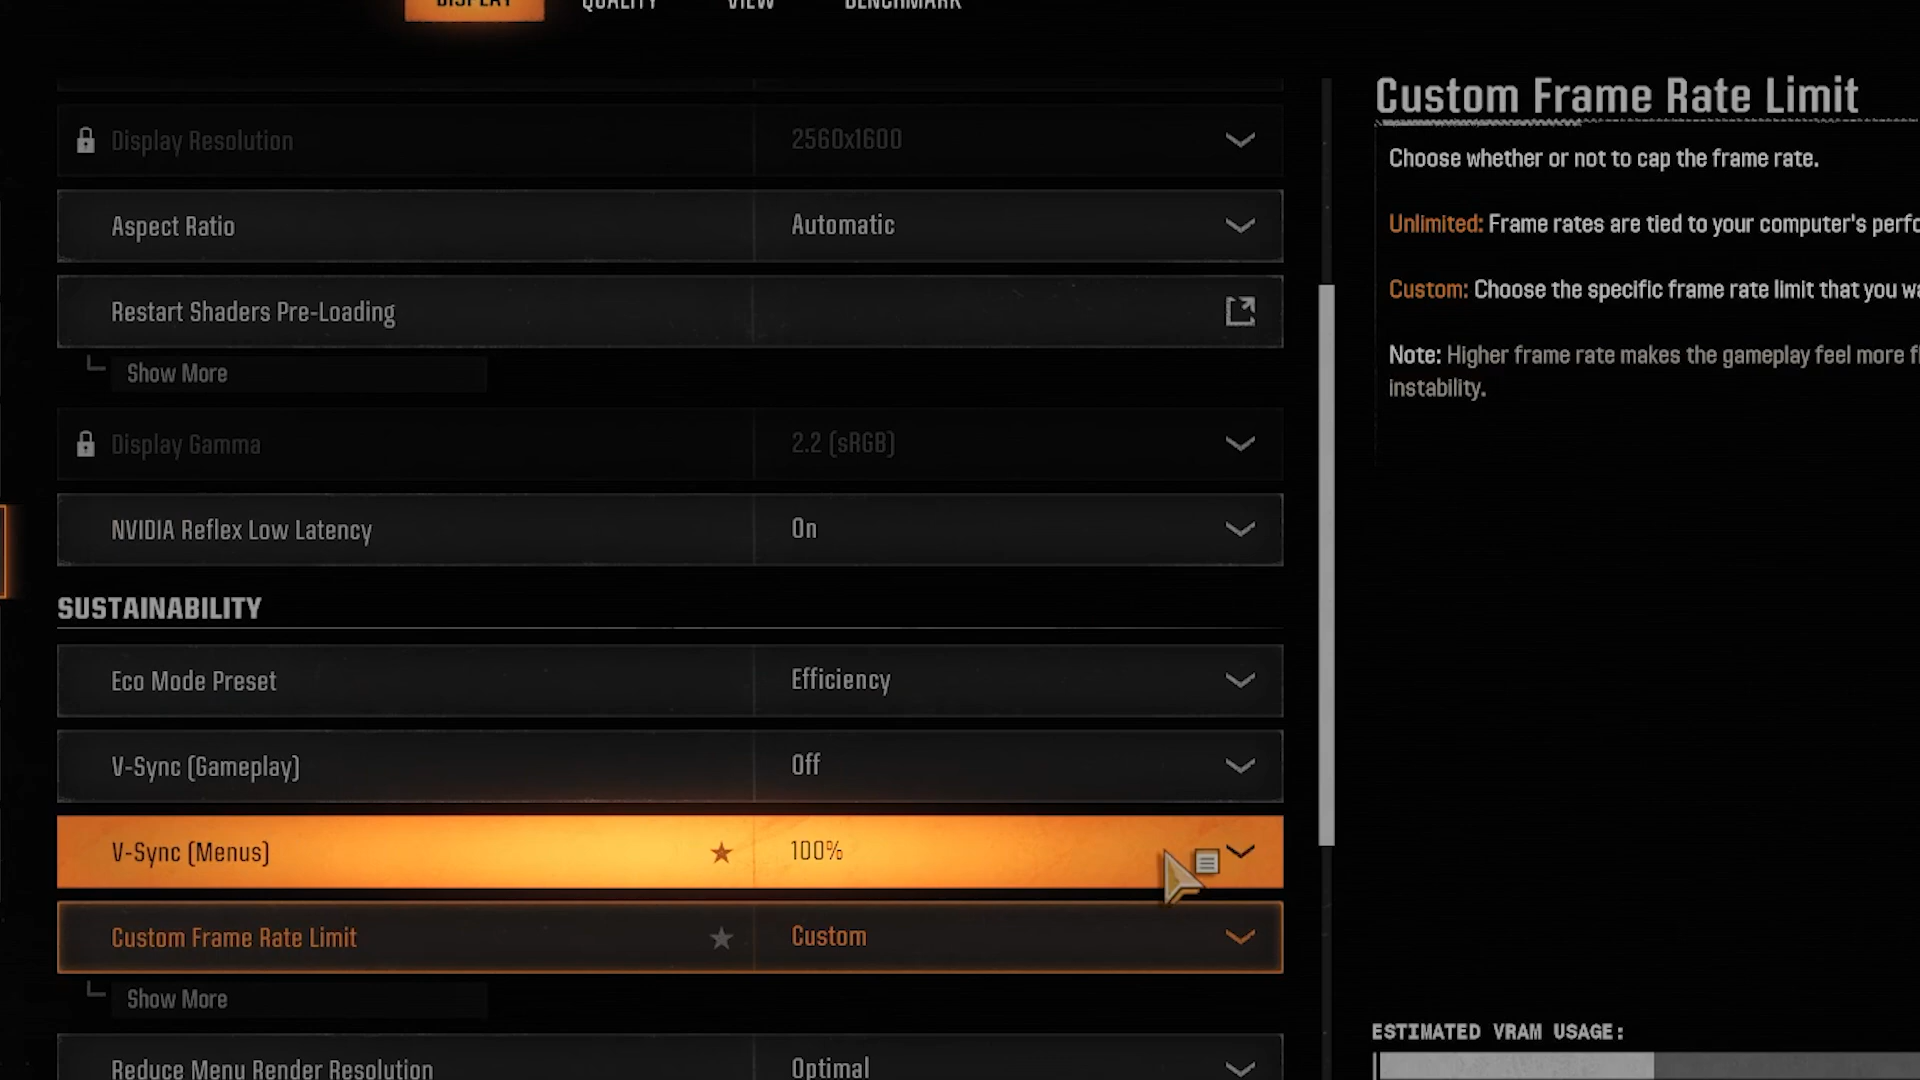 DISPLAY QUALITY VIEW BENCHMARK
Display Resolution 2560x1600
Aspect Ratio Automatic
Restart Shaders Pre-Loading
Show More
Display Gamma 2.2 (sRGB)
NVIDIA Reflex Low Latency On
SUSTAINABILITY
Eco Mode Preset Efficiency
V-Sync (Gameplay) Off
V-Sync (Menus) 100%
Custom Frame Rate Limit Custom
Show More
Reduce Menu Render Resolution Optimal
Custom Frame Rate Limit
Choose whether or not to cap the frame rate.
Unlimited: Frame rates are tied to your computer's
Custom: Choose the specific frame rate limit that you
Note: Higher frame rate makes the gameplay feel more
instability.
ESTIMATED VRAM USAGE: